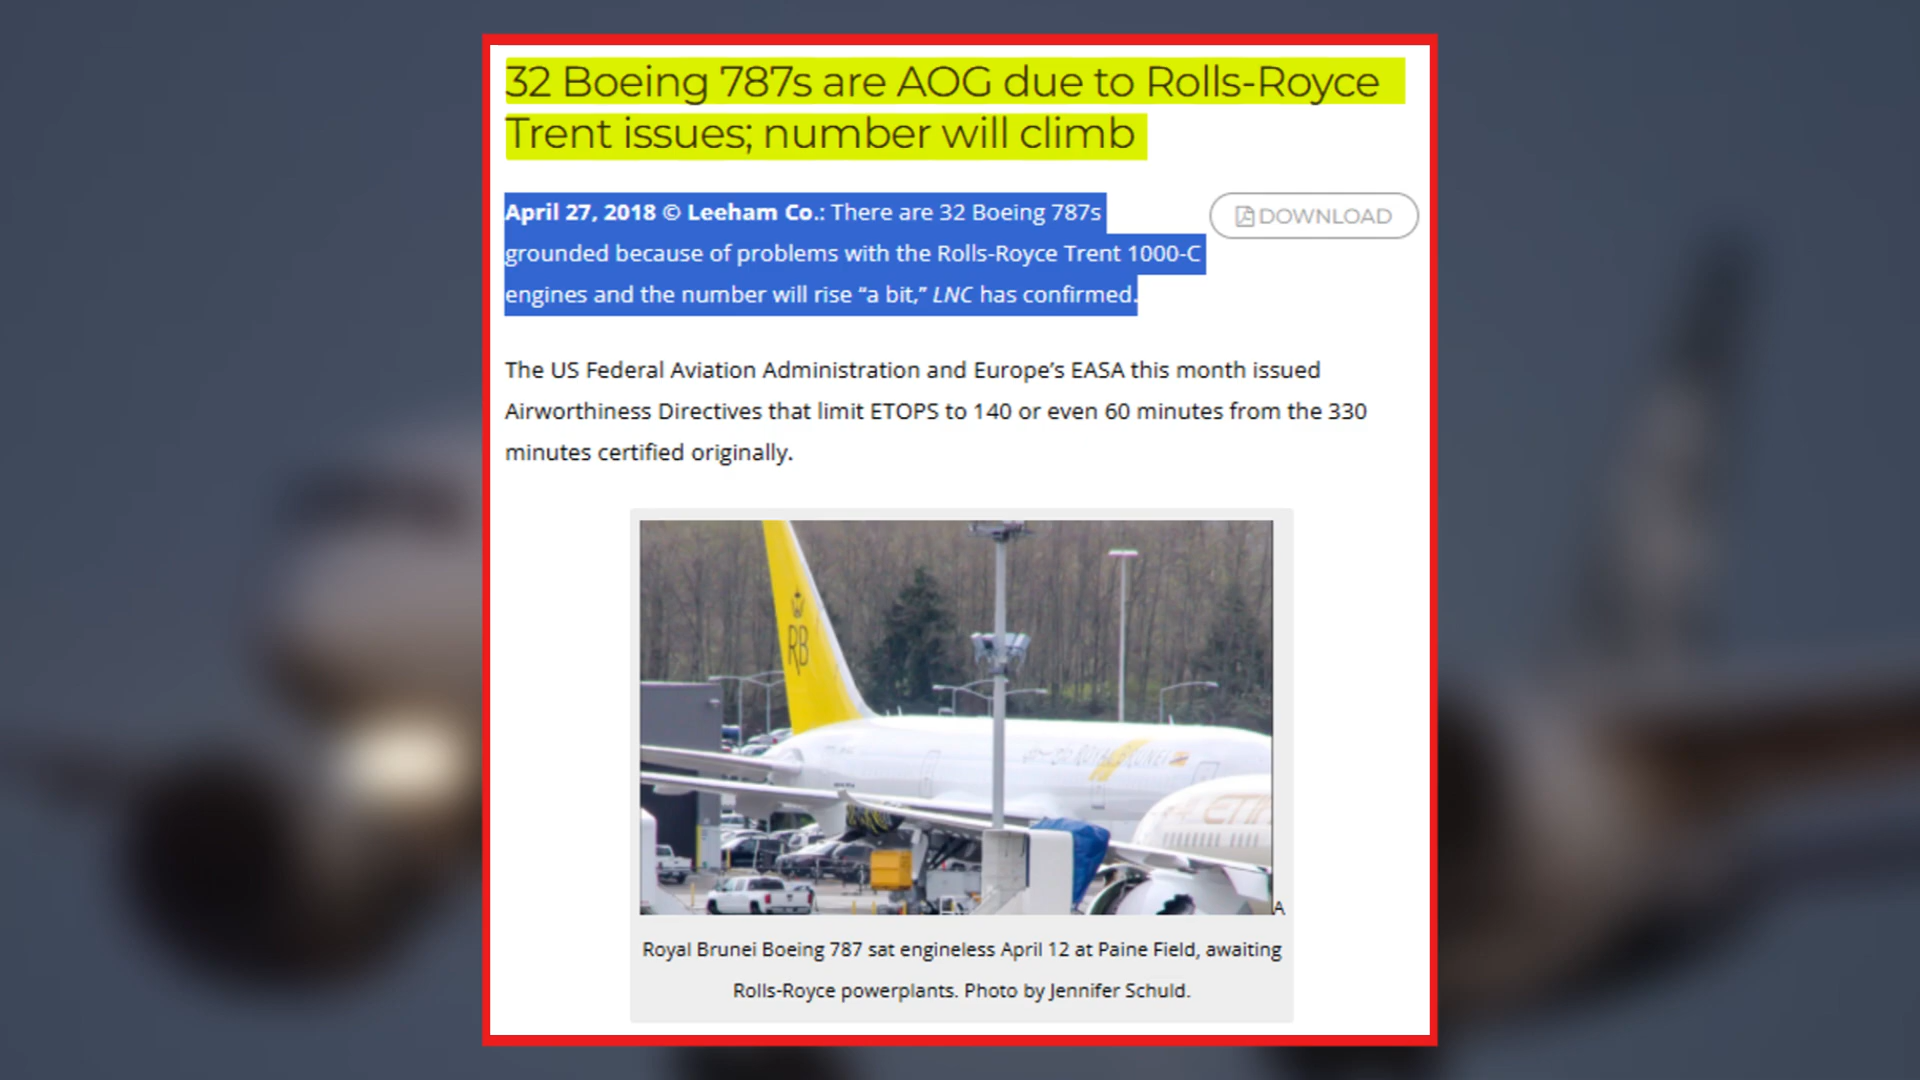 32 Boeing 787s are AOG due to Rolls-Royce
Trent issues; number will climb
April 27, 2018 © Leeham Co.: There are 32 Boeing 787s
DOWNLOAD
grounded because of problems with the Rolls-Royce Trent 1000-C
engines and the number will rise “a bit,” LNC has confirmed.
The US Federal Aviation Administration and Europe’s EASA this month issued
Airworthiness Directives that limit ETOPS to 140 or even 60 minutes from the 330
minutes certified originally.
RB
ROYAL BRUNEI
A
Royal Brunei Boeing 787 sat engineless April 12 at Paine Field, awaiting
Rolls-Royce powerplants. Photo by Jennifer Schuld.